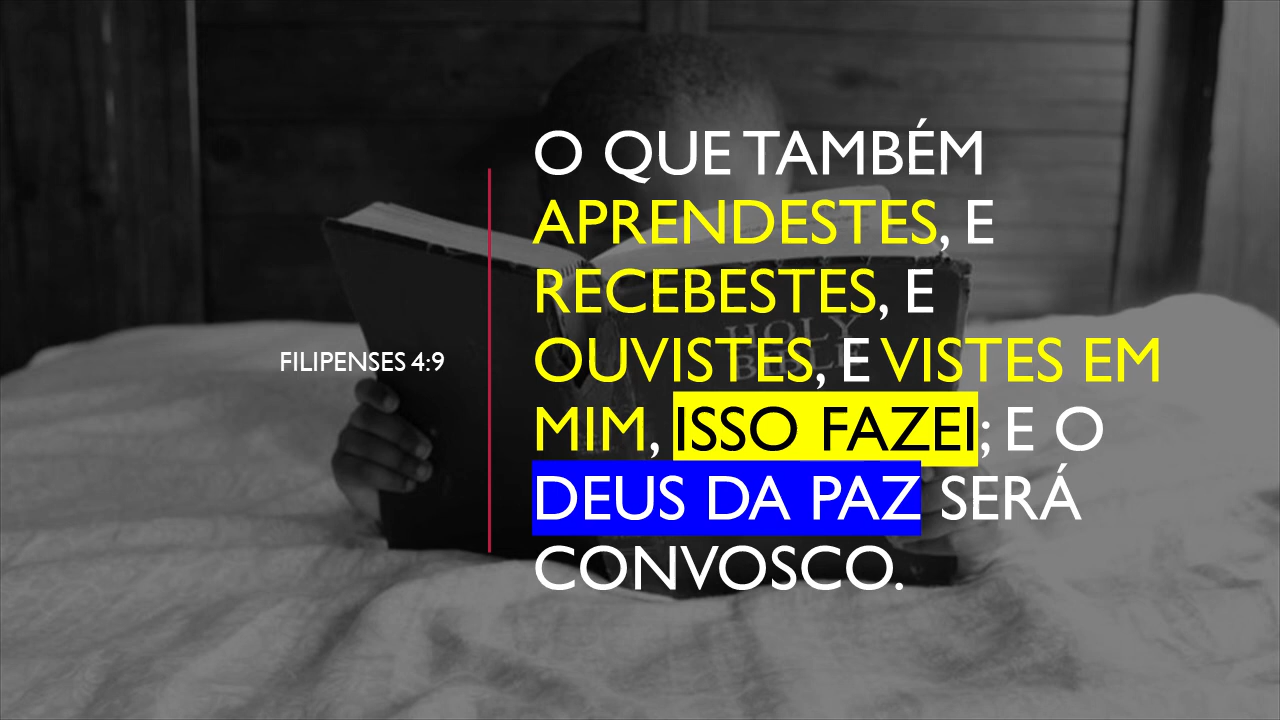 FILIPENSES 4:9
O QUE TAMBÉM
APRENDESTES, E
RECEBESTES, E
OUVISTES, E VISTES EM
MIM, ISSO FAZEI; E O
DEUS DA PAZ SERÁ
CONVOSCO.
HOLY
BIBLE